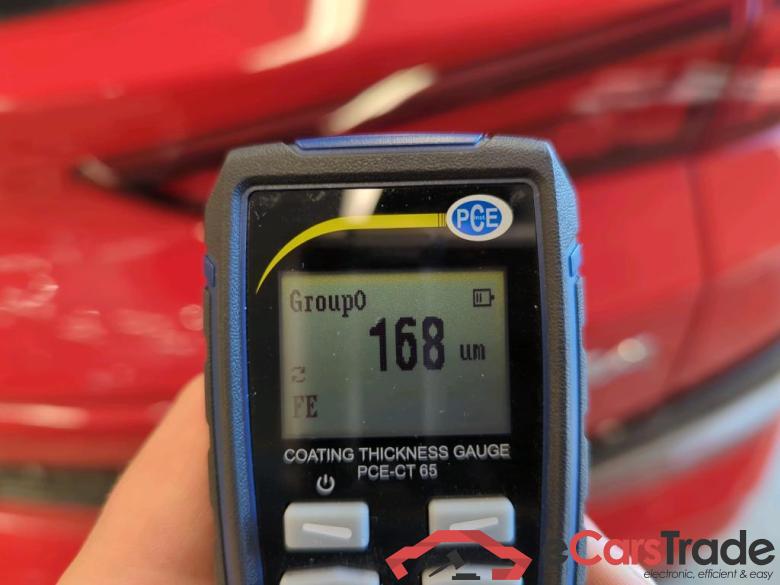 PCE
Group0
168 um
FE
COATING THICKNESS GAUGE
PCE-CT 65
eCarsTrade
electronic, efficient & easy